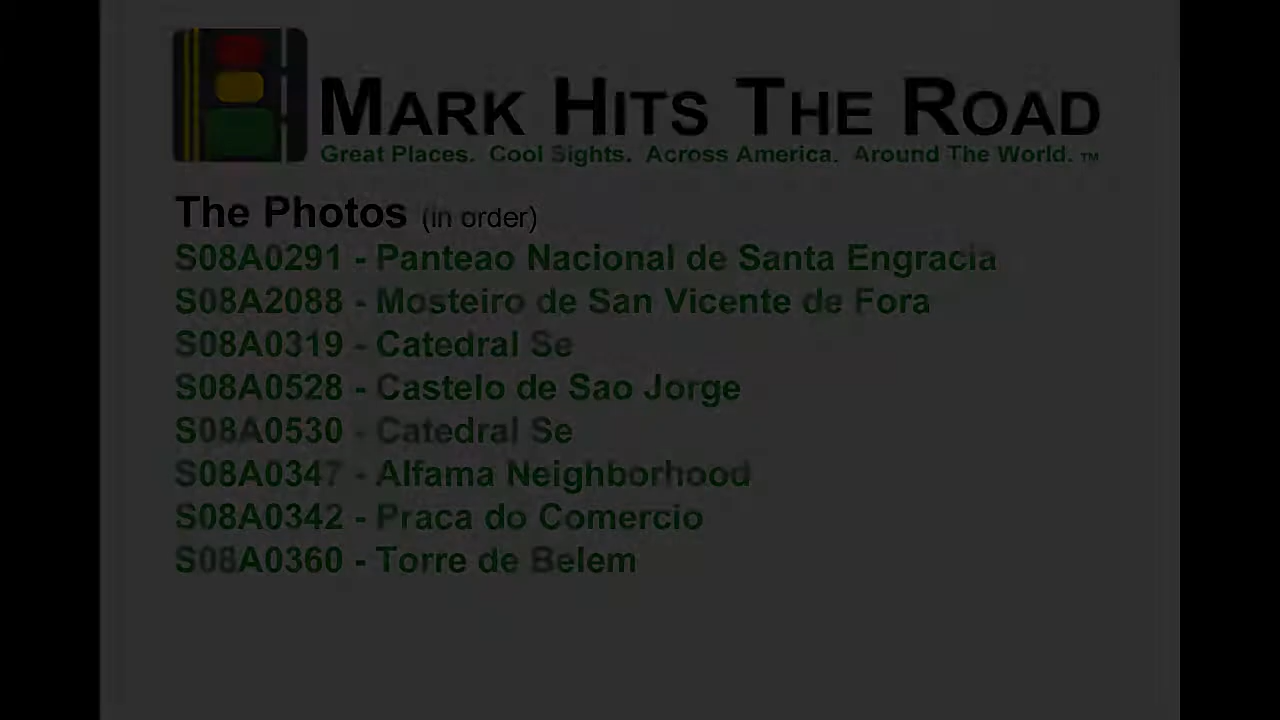 MARK HITS THE ROAD
Great Places. Cool Sights. Across America. Around The World. TM
The Photos (in order)
S08A0291 - Panteao Nacional de Santa Engracia
S08A2088 - Mosteiro de San Vicente de Fora
S08A0319 - Catedral Se
S08A0528 - Castelo de Sao Jorge
S08A0530 - Catedral Se
S08A0347 - Alfama Neighborhood
S08A0342 - Praca do Comercio
S08A0360 - Torre de Belem